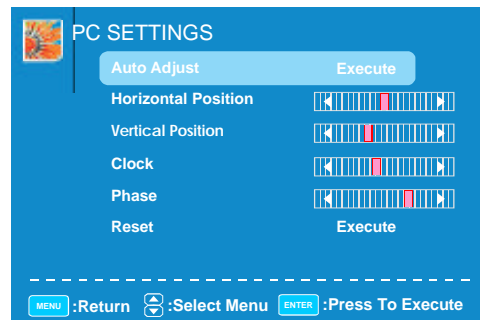 PC SETTINGS
Auto Adjust Execute
Horizontal Position
Vertical Position
Clock
Phase
Reset Execute
MENU :Return :Select Menu ENTER :Press To Execute